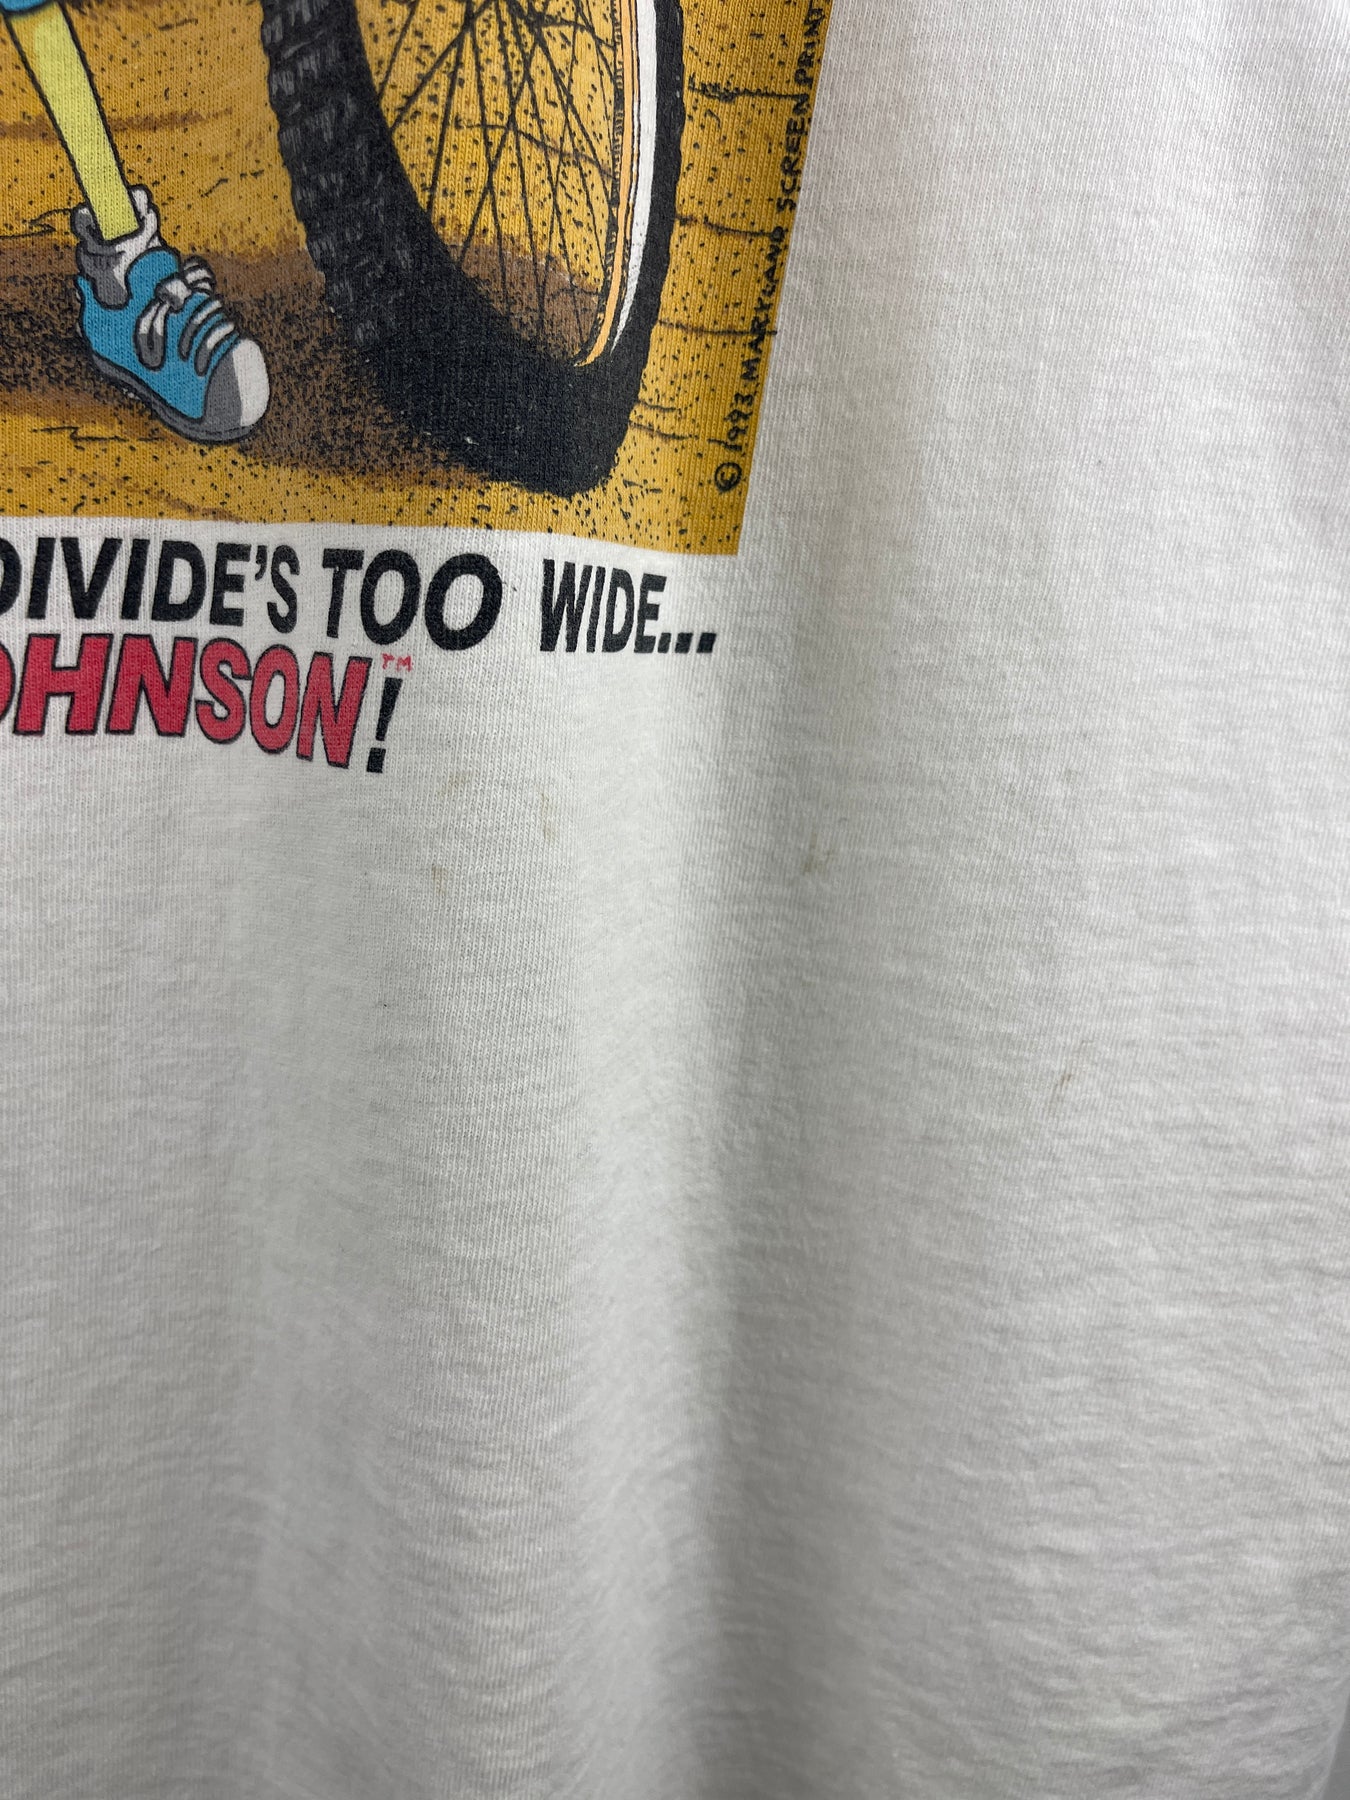 © 1993 MARYLAND SCREEN PRINT
DIVIDE'S TOO WIDE...
OHNSON™!